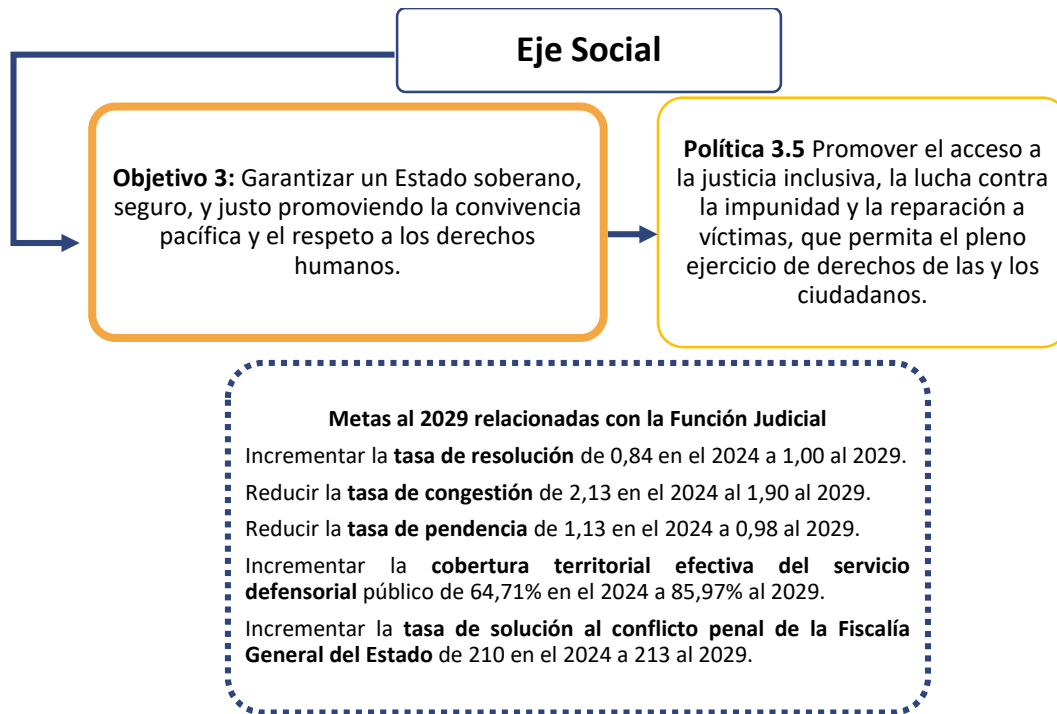 Eje Social
Objetivo 3: Garantizar un Estado soberano,
seguro, y justo promoviendo la convivencia
pacífica y el respeto a los derechos
humanos.
Política 3.5 Promover el acceso a
la justicia inclusiva, la lucha contra
la impunidad y la reparación a
víctimas, que permita el pleno
ejercicio de derechos de las y los
ciudadanos.
Metas al 2029 relacionadas con la Función Judicial
Incrementar la tasa de resolución de 0,84 en el 2024 a 1,00 al 2029.
Reducir la tasa de congestión de 2,13 en el 2024 al 1,90 al 2029.
Reducir la tasa de pendencia de 1,13 en el 2024 a 0,98 al 2029.
Incrementar la cobertura territorial efectiva del servicio
defensorial público de 64,71% en el 2024 a 85,97% al 2029.
Incrementar la tasa de solución al conflicto penal de la Fiscalía
General del Estado de 210 en el 2024 a 213 al 2029.